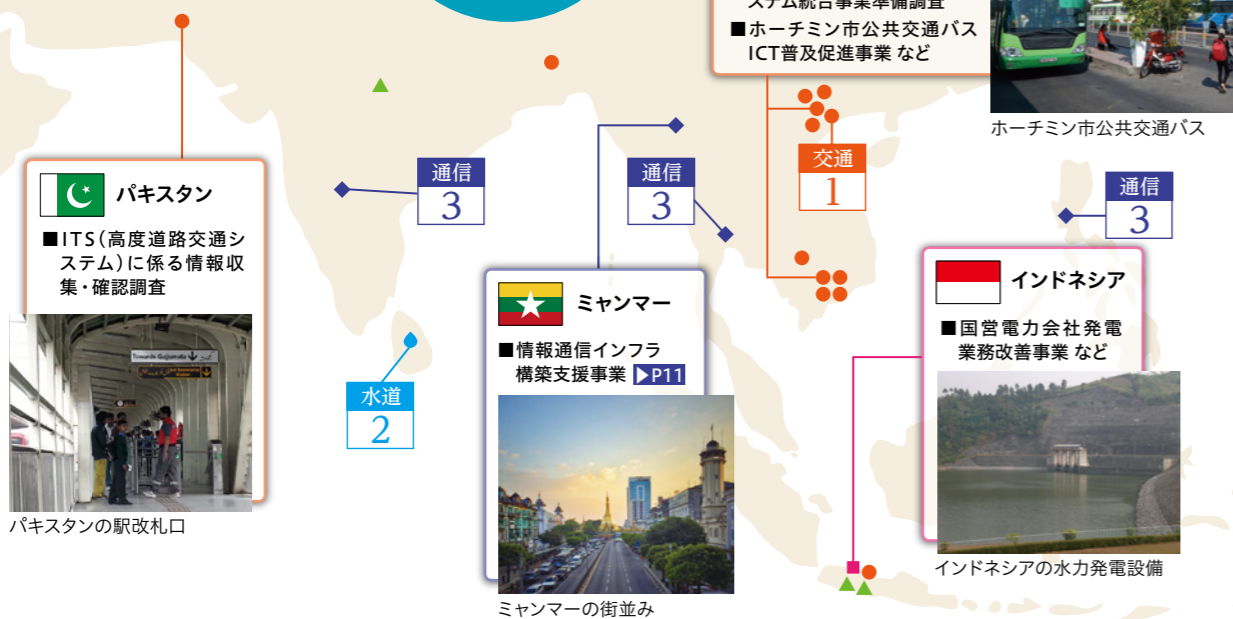 ステム統合事業準備調査
■ホーチミン市公共交通バス
ICT普及促進事業 など
ホーチミン市公共交通バス
交通
1
通信
3
通信
3
通信
3
パキスタン
■ITS(高度道路交通シ
ステム)に係る情報収
集・確認調査
Towards Gajjumata
パキスタンの駅改札口
水道
2
ミャンマー
■情報通信インフラ
構築支援事業 ▶P11
ミャンマーの街並み
インドネシア
■国営電力会社発電
業務改善事業 など
インドネシアの水力発電設備